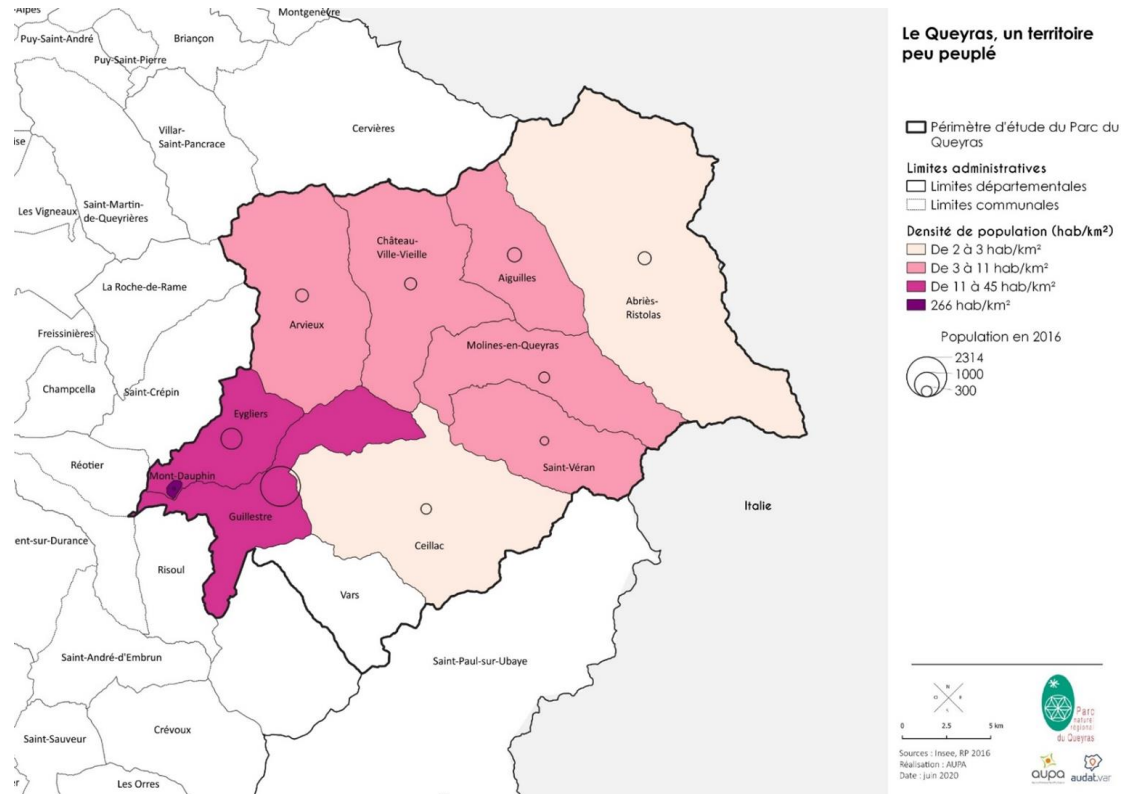 -Alpes
Montgenèvre
Puy-Saint-André
Briançon
Puy-Saint-Pierre
Cervières
Villar-
Saint-Pancrace
ise
Saint-Martin-
de-Queyrières
Les Vigneaux
La Roche-de-Rame
Freissinières
Champcella
Saint-Crépin
Réotier
ent-sur-Durance
Risoul
Vars
Saint-Paul-sur-Ubaye
Saint-André-d'Embrun
Crévoux
Saint-Sauveur
er
Les Orres
Château-
Ville-Vieille
Aiguilles
Abriès-
Ristolas
Arvieux
Molines-en-Queyras
Eygliers
Saint-Véran
Mont-Dauphin
Guillestre
Ceillac
Italie
Le Queyras, un territoire
peu peuplé
Périmètre d'étude du Parc du
Queyras
Limites administratives
Limites départementales
Limites communales
Densité de population (hab/km²)
De 2 à 3 hab/km²
De 3 à 11 hab/km²
De 11 à 45 hab/km²
266 hab/km²
Population en 2016
2314
1000
300
0 2.5 5 km
Sources : Insee, RP 2016
Réalisation : AUPA
Date : juin 2020
Parc
naturel
régional
du Queyras
aupa
audat.var